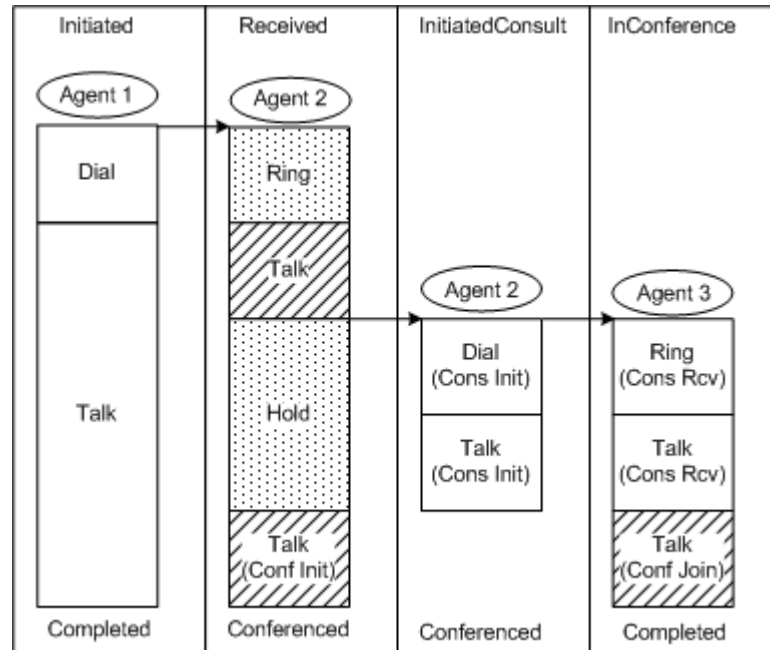 Initiated
Agent 1
Dial
Talk
Completed
Received
Agent 2
Ring
Talk
Hold
Talk
(Conf Init)
Conferenced
InitiatedConsult
Agent 2
Dial
(Cons Init)
Talk
(Cons Init)
Conferenced
InConference
Agent 3
Ring
(Cons Rcv)
Talk
(Cons Rcv)
Talk
(Conf Join)
Completed